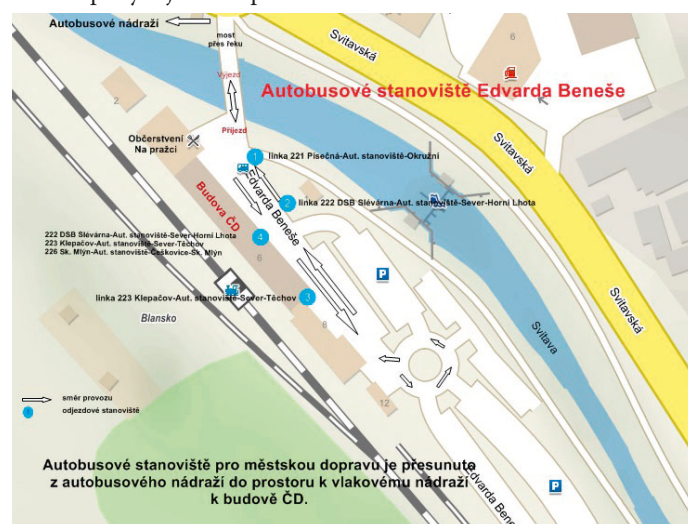 Autobusové nádraží
most
přes řeku
Výjezd
Příjezd
Svitavská
6
Autobusové stanoviště Edvarda Beneše
2
Občerstvení
Na pražci
1
linka 221 Písečná-Aut. stanoviště-Okružní
Edvarda Beneše
Svitavská
2
linka 222 DSB Slévárna-Aut. stanoviště-Sever-Horní Lhota
Budova ČD
222 DSB Slévárna-Aut. stanoviště-Sever-Horní Lhota
223 Klepačov-Aut. stanoviště-Sever-Těchov
226 Sk. Mlýn-Aut. stanoviště-Češkovice-Sk. Mlýn
4
6
P
linka 223 Klepačov-Aut. stanoviště-Sever-Těchov
3
Blansko
8
Svitava
Svitavská
směr provozu
odjezdové stanoviště
12
Autobusové stanoviště pro městskou dopravu je přesunuto
z autobusového nádraží do prostoru k vlakovému nádraží
k budově ČD.
Edvarda Beneše
P